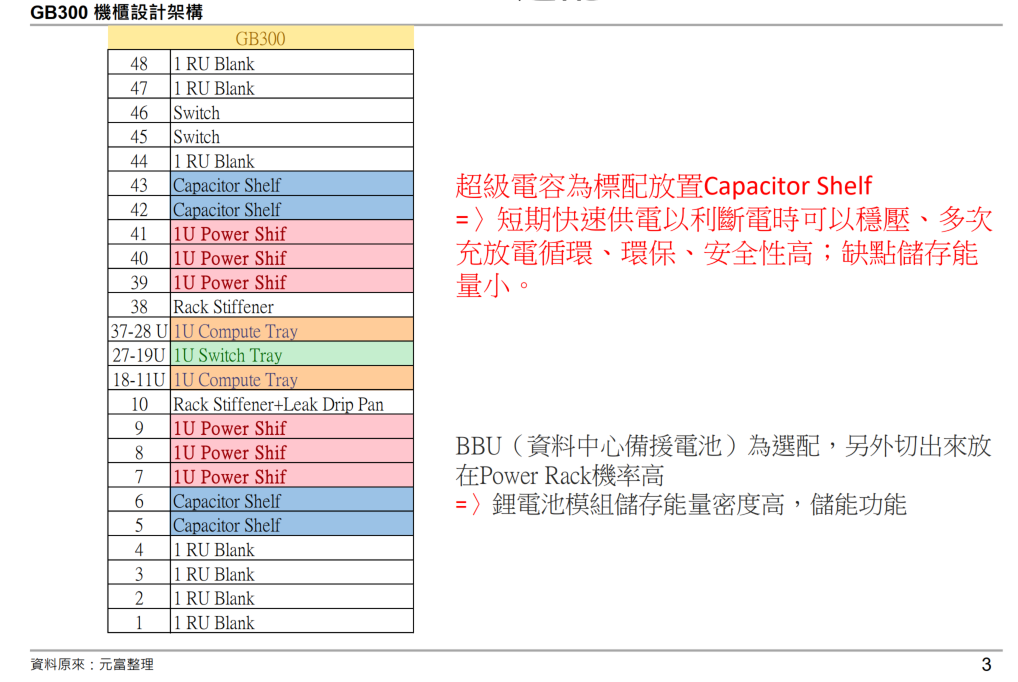 GB300 機櫃設計架構
GB300
48 1 RU Blank
47 1 RU Blank
46 Switch
45 Switch
44 1 RU Blank
43 Capacitor Shelf
42 Capacitor Shelf
41 1U Power Shif
40 1U Power Shif
39 1U Power Shif
38 Rack Stiffener
37-28 U 1U Compute Tray
27-19U 1U Switch Tray
18-11U 1U Compute Tray
10 Rack Stiffener+Leak Drip Pan
9 1U Power Shif
8 1U Power Shif
7 1U Power Shif
6 Capacitor Shelf
5 Capacitor Shelf
4 1 RU Blank
3 1 RU Blank
2 1 RU Blank
1 1 RU Blank
超級電容為標配放置Capacitor Shelf
=〉短期快速供電以利斷電時可以穩壓、多次
充放電循環、環保、安全性高；缺點儲存能
量小。
BBU（資料中心備援電池）為選配，另外切出來放
在Power Rack機率高
=〉鋰電池模組儲存能量密度高，儲能功能
資料原來：元富整理
3